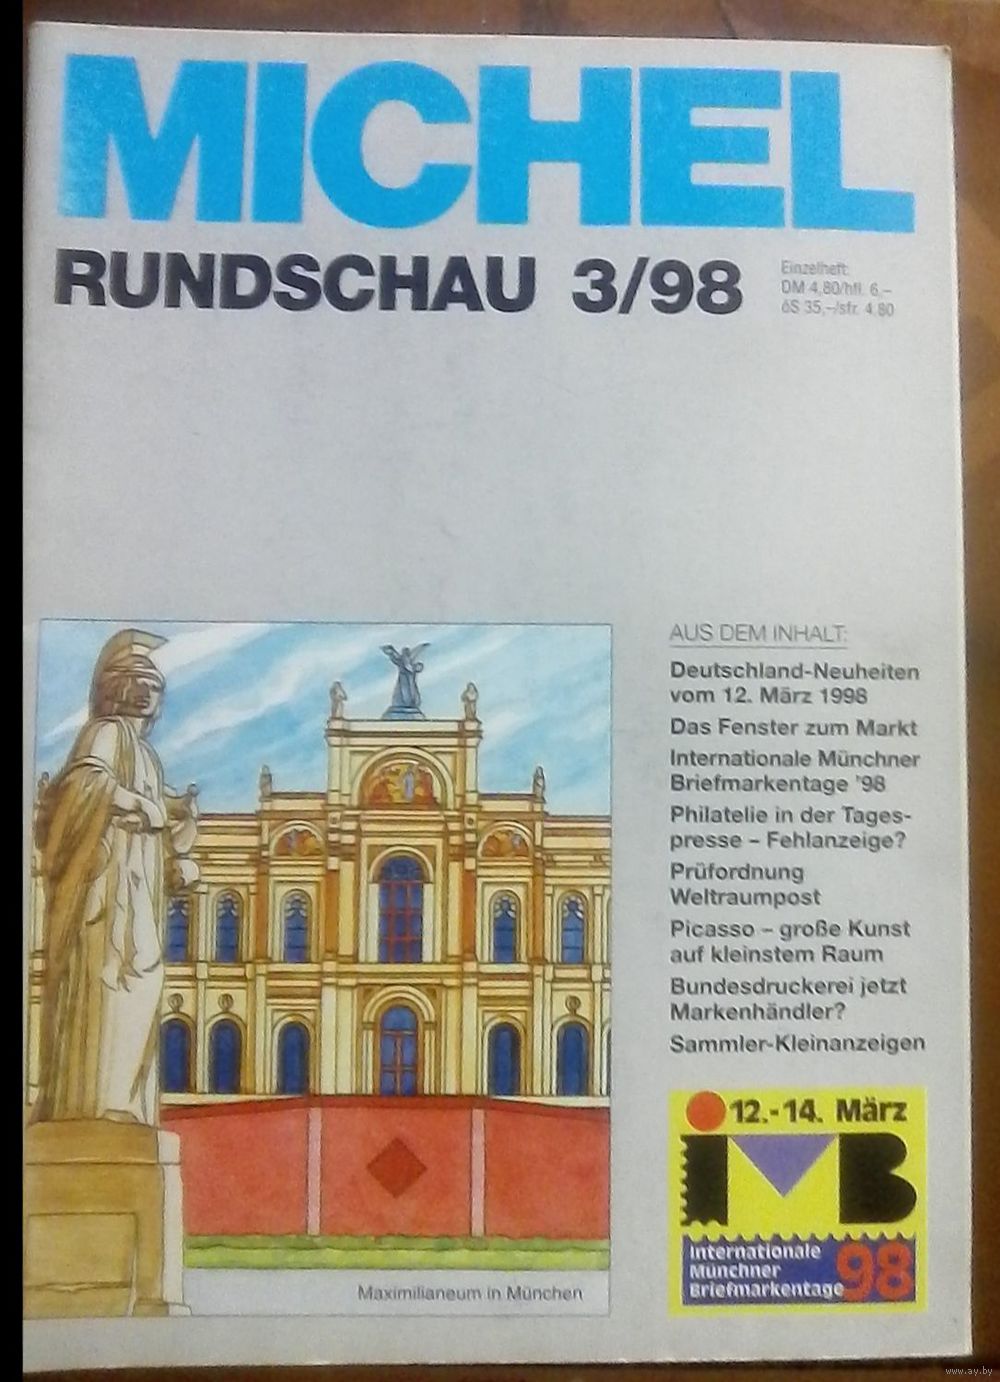 MICHEL
RUNDSCHAU 3/98
Einzelheft:
DM 4,80/hfl. 6,–
öS 35,–/sfr. 4.80
AUS DEM INHALT:
Deutschland-Neuheiten
vom 12. März 1998
Das Fenster zum Markt
Internationale Münchner
Briefmarkentage '98
Philatelie in der Tages-
presse – Fehlanzeige?
Prüfordnung
Weltraumpost
Picasso – große Kunst
auf kleinstem Raum
Bundesdruckerei jetzt
Markenhändler?
Sammler-Kleinanzeigen
12.-14. März
IMB
Internationale
Münchner
Briefmarkentage 98
Maximilianeum in München
www.ay.by